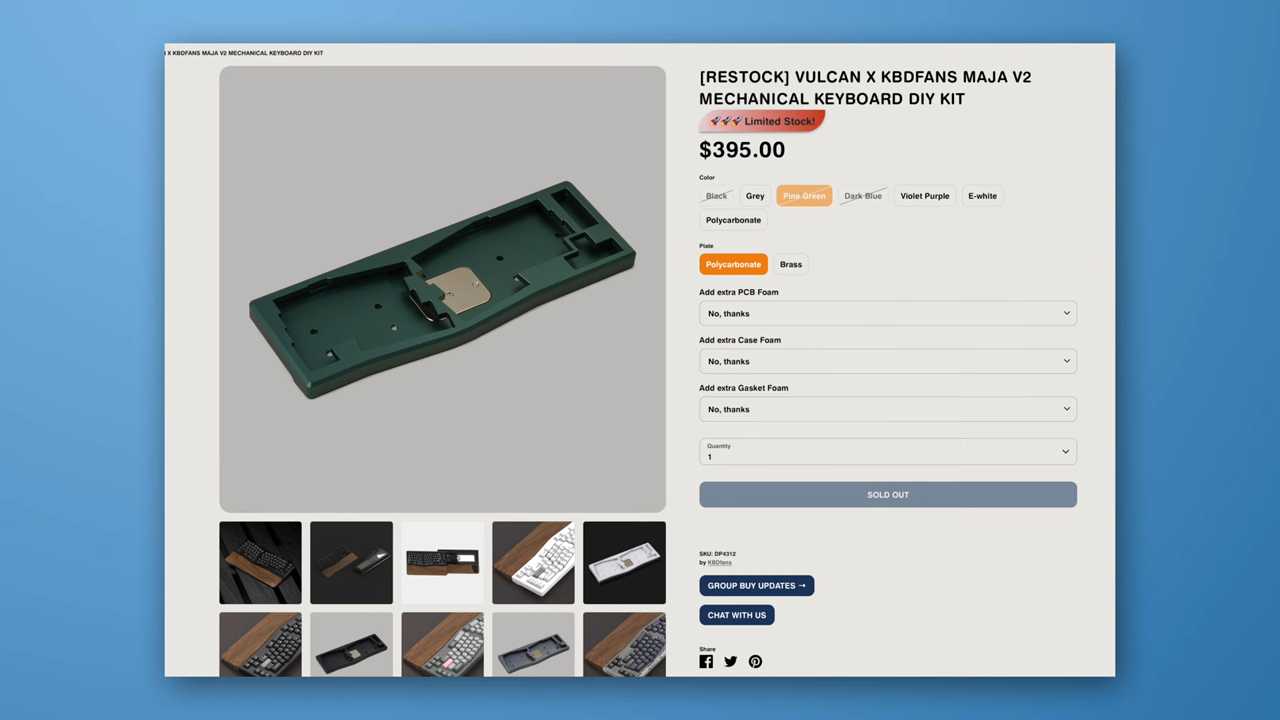 X KBDFANS MAJA V2 MECHANICAL KEYBOARD DIY KIT
[RESTOCK] VULCAN X KBDFANS MAJA V2
MECHANICAL KEYBOARD DIY KIT
🚀🚀🚀 Limited Stock!
$395.00
Color
Black
Grey
Pine Green
Dark Blue
Violet Purple
E-white
Polycarbonate
Plate
Polycarbonate
Brass
Add extra PCB Foam
No, thanks
Add extra Case Foam
No, thanks
Add extra Gasket Foam
No, thanks
Quantity
1
SOLD OUT
SKU: DP4312
by KBDfans
GROUP BUY UPDATES →
CHAT WITH US
Share